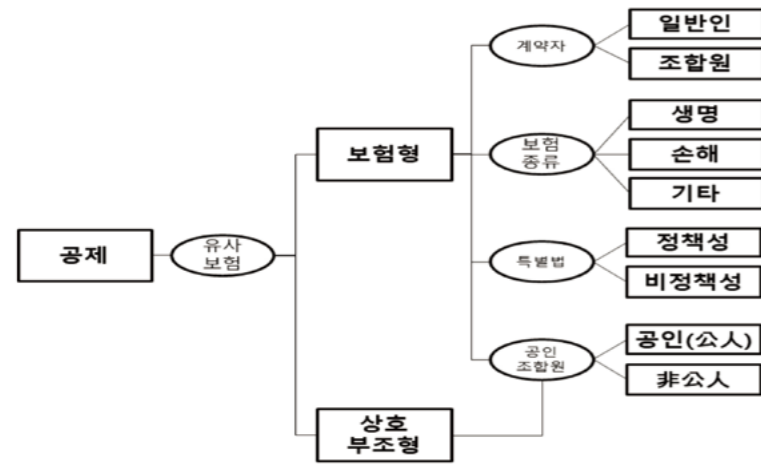 일반인
계약자
조합원
생명
보험형
보험
종류
손해
기타
공제
유사
보험
정책성
특별법
비정책성
공인(公人)
공인
조합원
非公人
상호
부조형